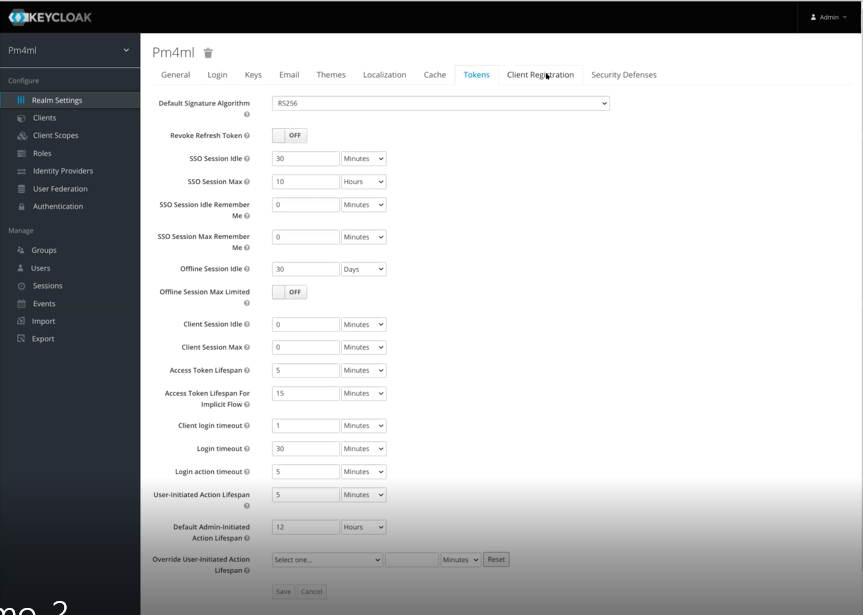 KEYCLOAK
Admin
Pm4ml
Configure
Realm Settings
Clients
Client Scopes
Roles
Identity Providers
User Federation
Authentication
Manage
Groups
Users
Sessions
Events
Import
Export
Pm4ml
General Login Keys Email Themes Localization Cache Tokens Client Registration Security Defenses
Default Signature Algorithm RS256
Revoke Refresh Token OFF
SSO Session Idle 30 Minutes
SSO Session Max 10 Hours
SSO Session Idle Remember 0 Minutes
Me
SSO Session Max Remember 0 Minutes
Me
Offline Session Idle 30 Days
Offline Session Max Limited OFF
Client Session Idle 0 Minutes
Client Session Max 0 Minutes
Access Token Lifespan 5 Minutes
Access Token Lifespan For 15 Minutes
Implicit Flow
Client login timeout 1 Minutes
Login timeout 30 Minutes
Login action timeout 5 Minutes
User-Initiated Action Lifespan 5 Minutes
Default Admin-Initiated 12 Hours
Action Lifespan
Override User-Initiated Action Select one... Minutes Reset
Lifespan
Save Cancel